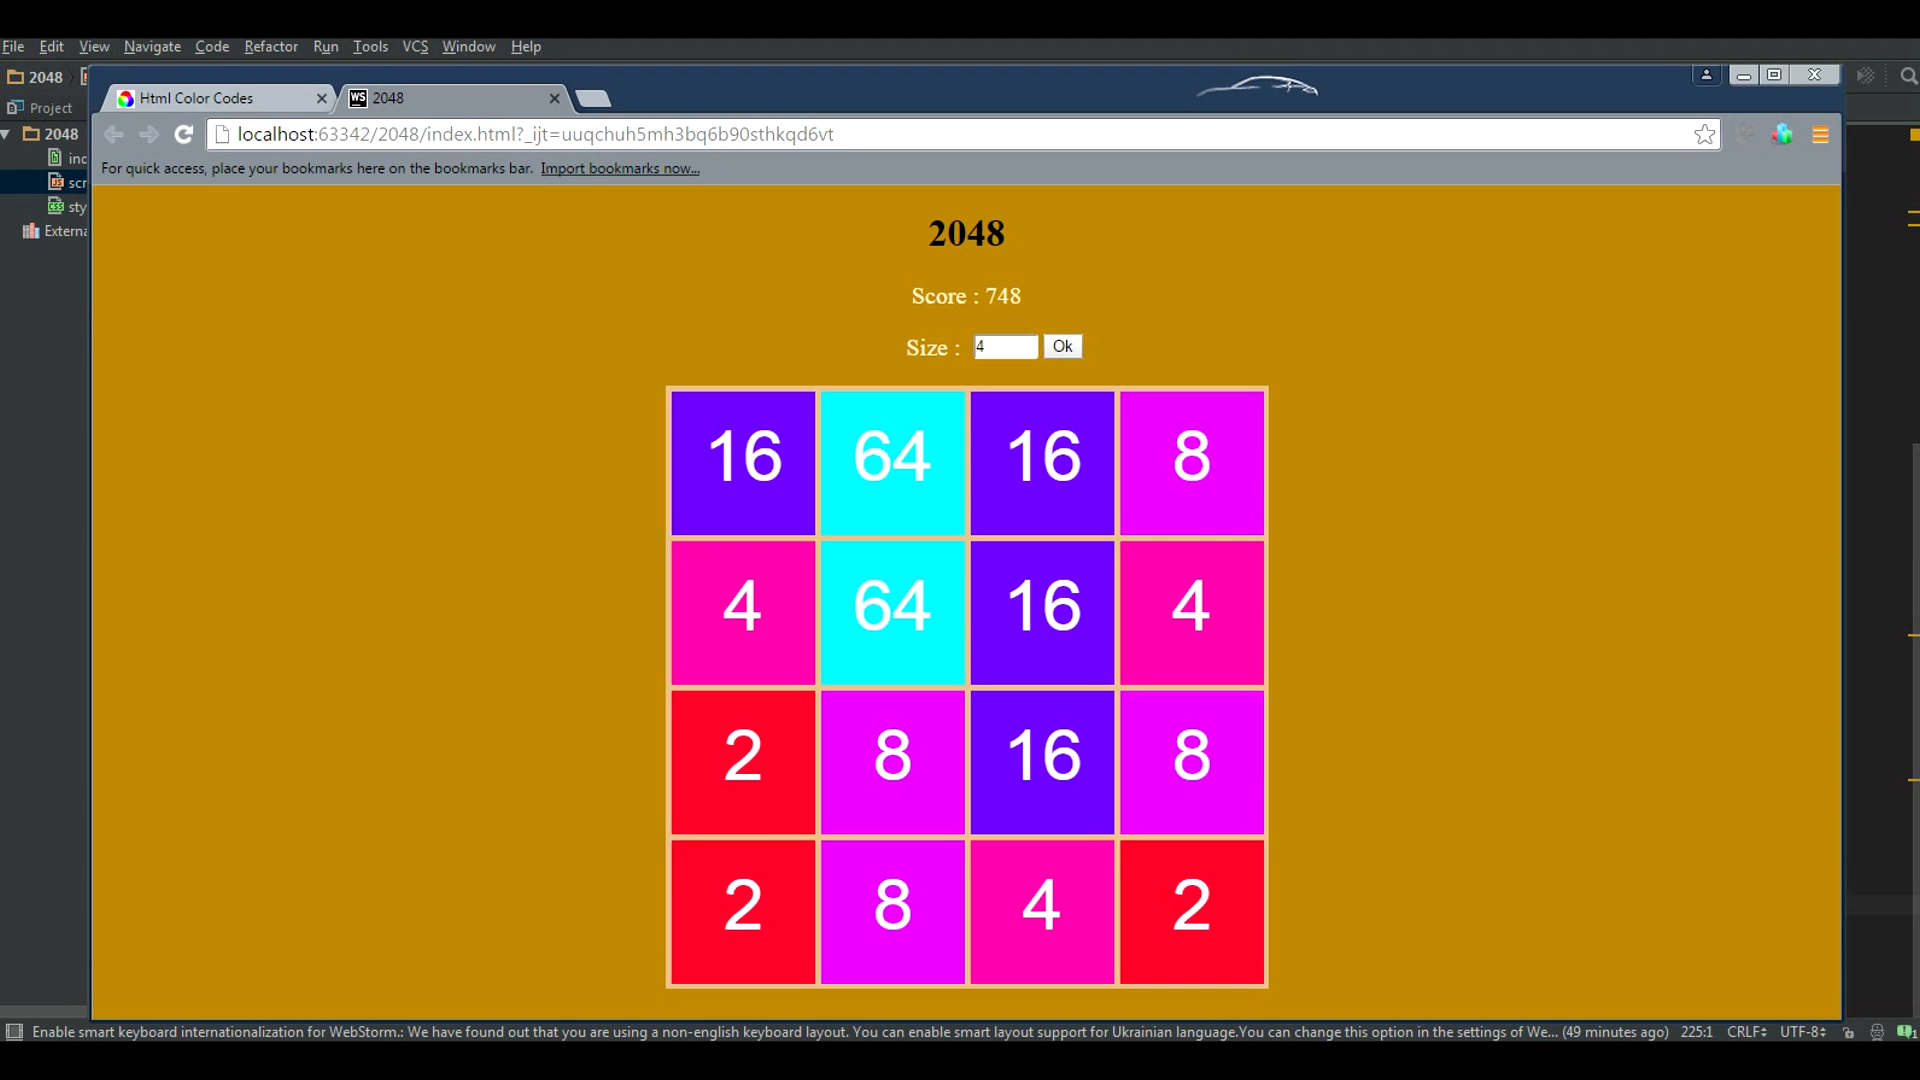 File Edit View Navigate Code Refactor Run Tools VCS Window Help
2048
Html Color Codes
WS 2048
Project
localhost:63342/2048/index.html?_ijt=uuqchuh5mh3bq6b90sthkqd6vt
2048
inc
For quick access, place your bookmarks here on the bookmarks bar. Import bookmarks now...
scr
sty
Externa
2048
Score : 748
Size : 4 Ok
16 64 16 8
4 64 16 4
2 8 16 8
2 8 4 2
Enable smart keyboard internationalization for WebStorm.: We have found out that you are using a non-english keyboard layout. You can enable smart layout support for Ukrainian language.You can change this option in the settings of We... (49 minutes ago) 225:1 CRLF UTF-8 1